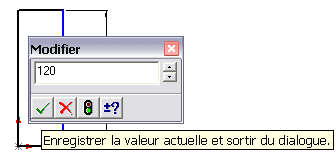 Modifier
120
±?
Enregistrer la valeur actuelle et sortir du dialogue.